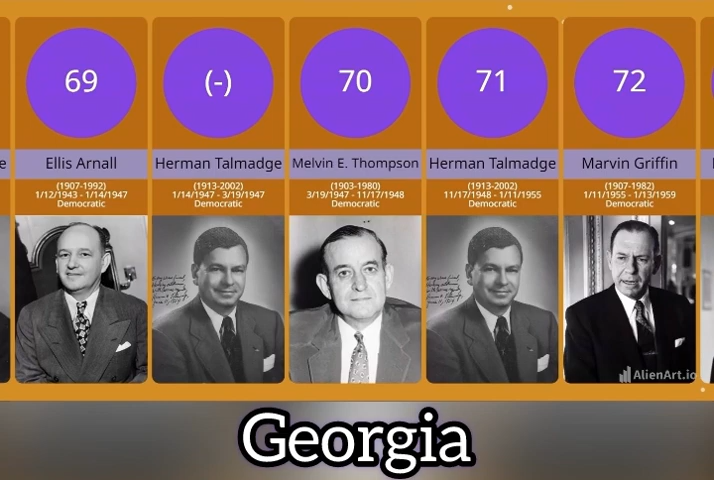 69
(-)
70
71
72
e
Ellis Arnall
Herman Talmadge
Melvin E. Thompson
Herman Talmadge
Marvin Griffin
(1907-1992)
1/12/1943 - 1/14/1947
Democratic
(1913-2002)
1/14/1947 - 3/19/1947
Democratic
(1903-1980)
3/19/1947 - 11/17/1948
Democratic
(1913-2002)
11/17/1948 - 1/11/1955
Democratic
(1907-1982)
1/11/1955 - 1/13/1959
Democratic
AlienArt.io
Georgia